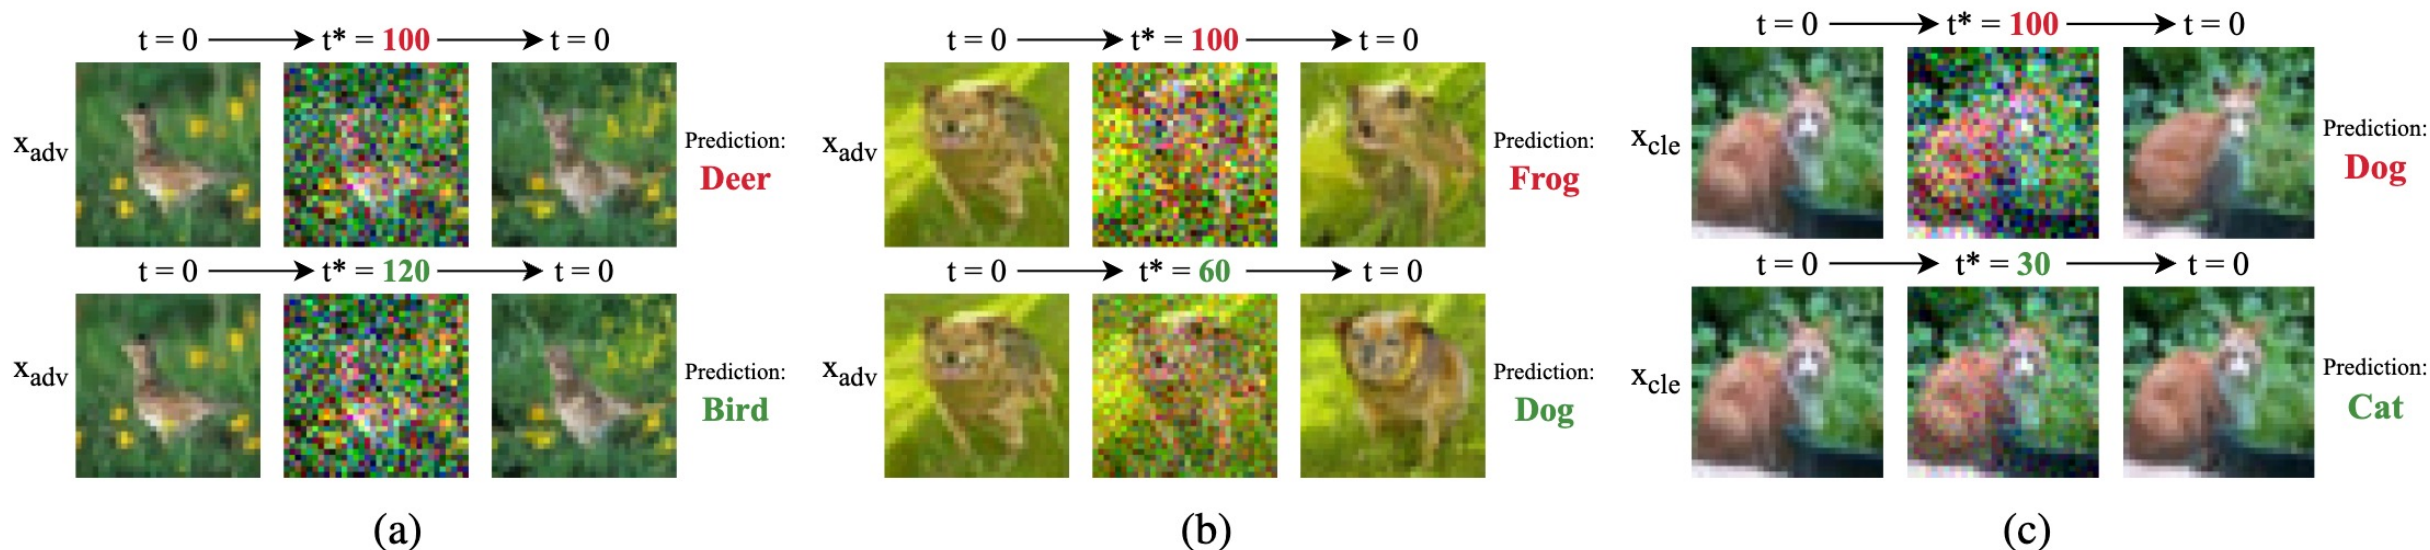 t = 0 t* = 100 t = 0
x_adv Prediction: Deer
t = 0 t* = 120 t = 0
x_adv Prediction: Bird
(a)
t = 0 t* = 100 t = 0
x_adv Prediction: Frog
t = 0 t* = 60 t = 0
x_adv Prediction: Dog
(b)
t = 0 t* = 100 t = 0
x_cle Prediction: Dog
t = 0 t* = 30 t = 0
x_cle Prediction: Cat
(c)